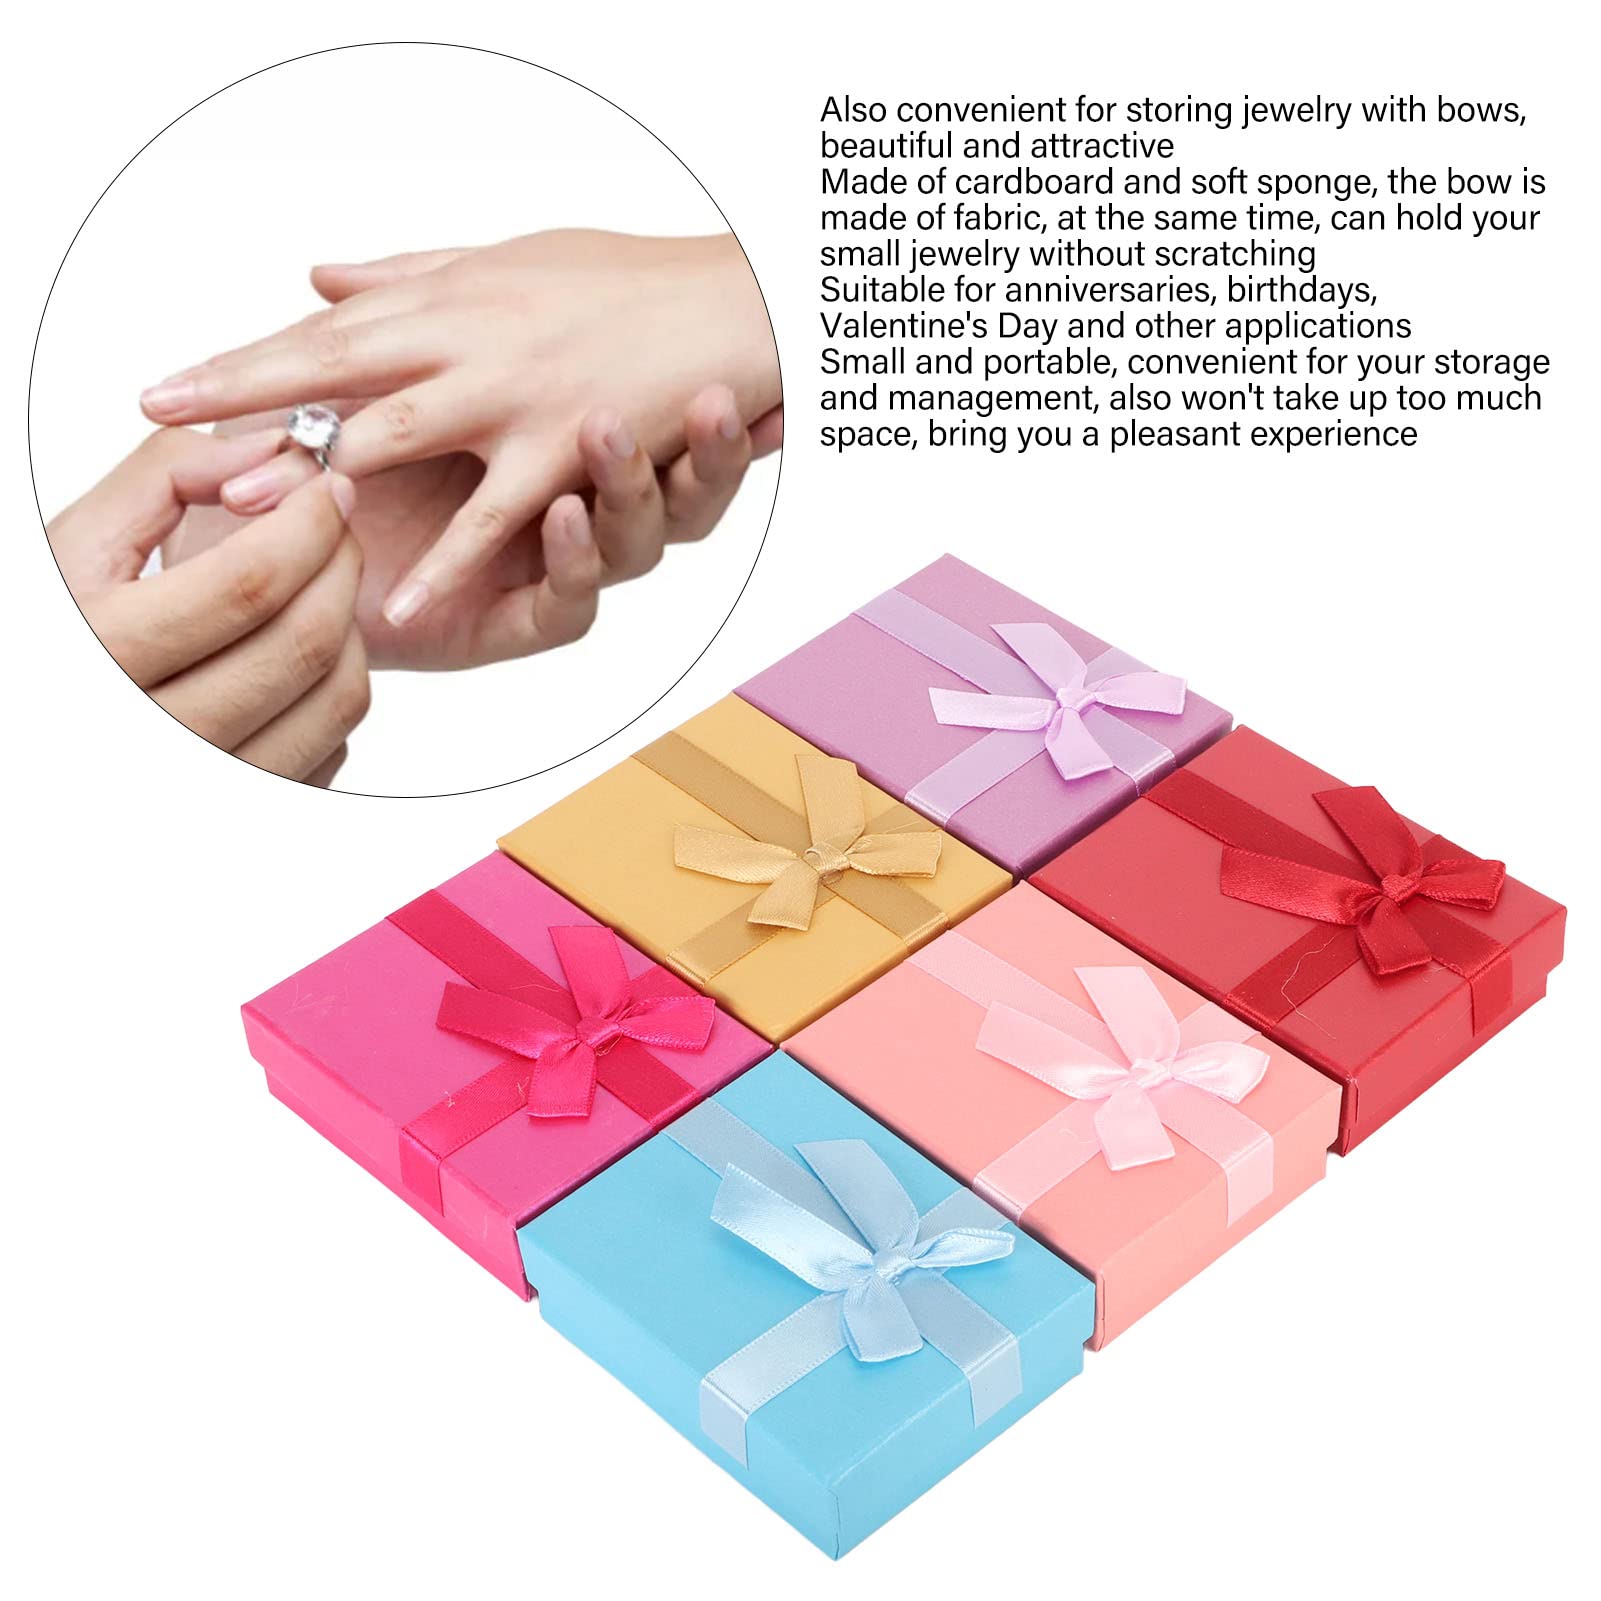 Also convenient for storing jewelry with bows,
beautiful and attractive
Made of cardboard and soft sponge, the bow is
made of fabric, at the same time, can hold your
small jewelry without scratching
Suitable for anniversaries, birthdays,
Valentine's Day and other applications
Small and portable, convenient for your storage
and management, also won't take up too much
space, bring you a pleasant experience